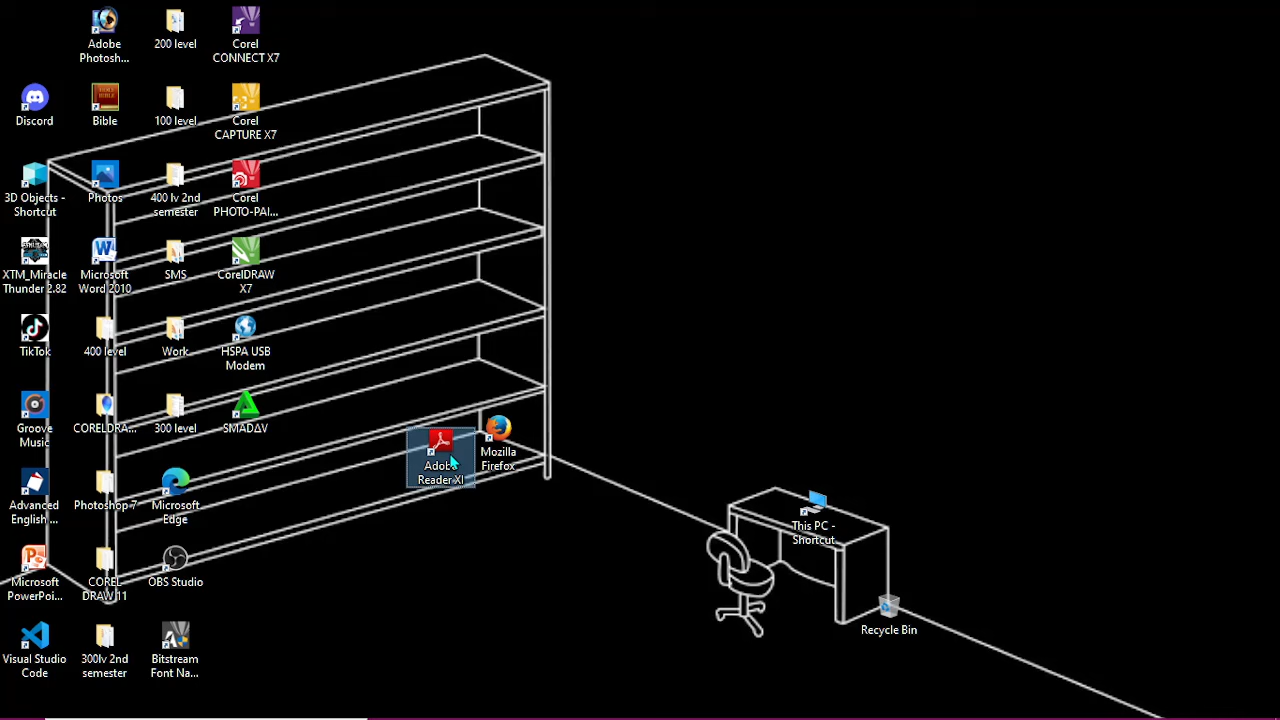 Adobe
Photosh...
200 level
Corel
CONNECT X7
Discord
Bible
100 level
Corel
CAPTURE X7
3D Objects -
Shortcut
Photos
400 lv 2nd
semester
Corel
PHOTO-PAI...
XTM_Miracle
Thunder 2.82
Microsoft
Word 2010
SMS
CorelDRAW
X7
TikTok
400 level
Work
HSPA USB
Modem
Groove
Music
CORELDRA...
300 level
SMADΔV
Adobe
Reader XI
Mozilla
Firefox
Advanced
English ...
Photoshop 7
Microsoft
Edge
This PC -
Shortcut
Microsoft
PowerPoi...
COREL
DRAW 11
OBS Studio
Recycle Bin
Visual Studio
Code
300lv 2nd
semester
Bitstream
Font Na...